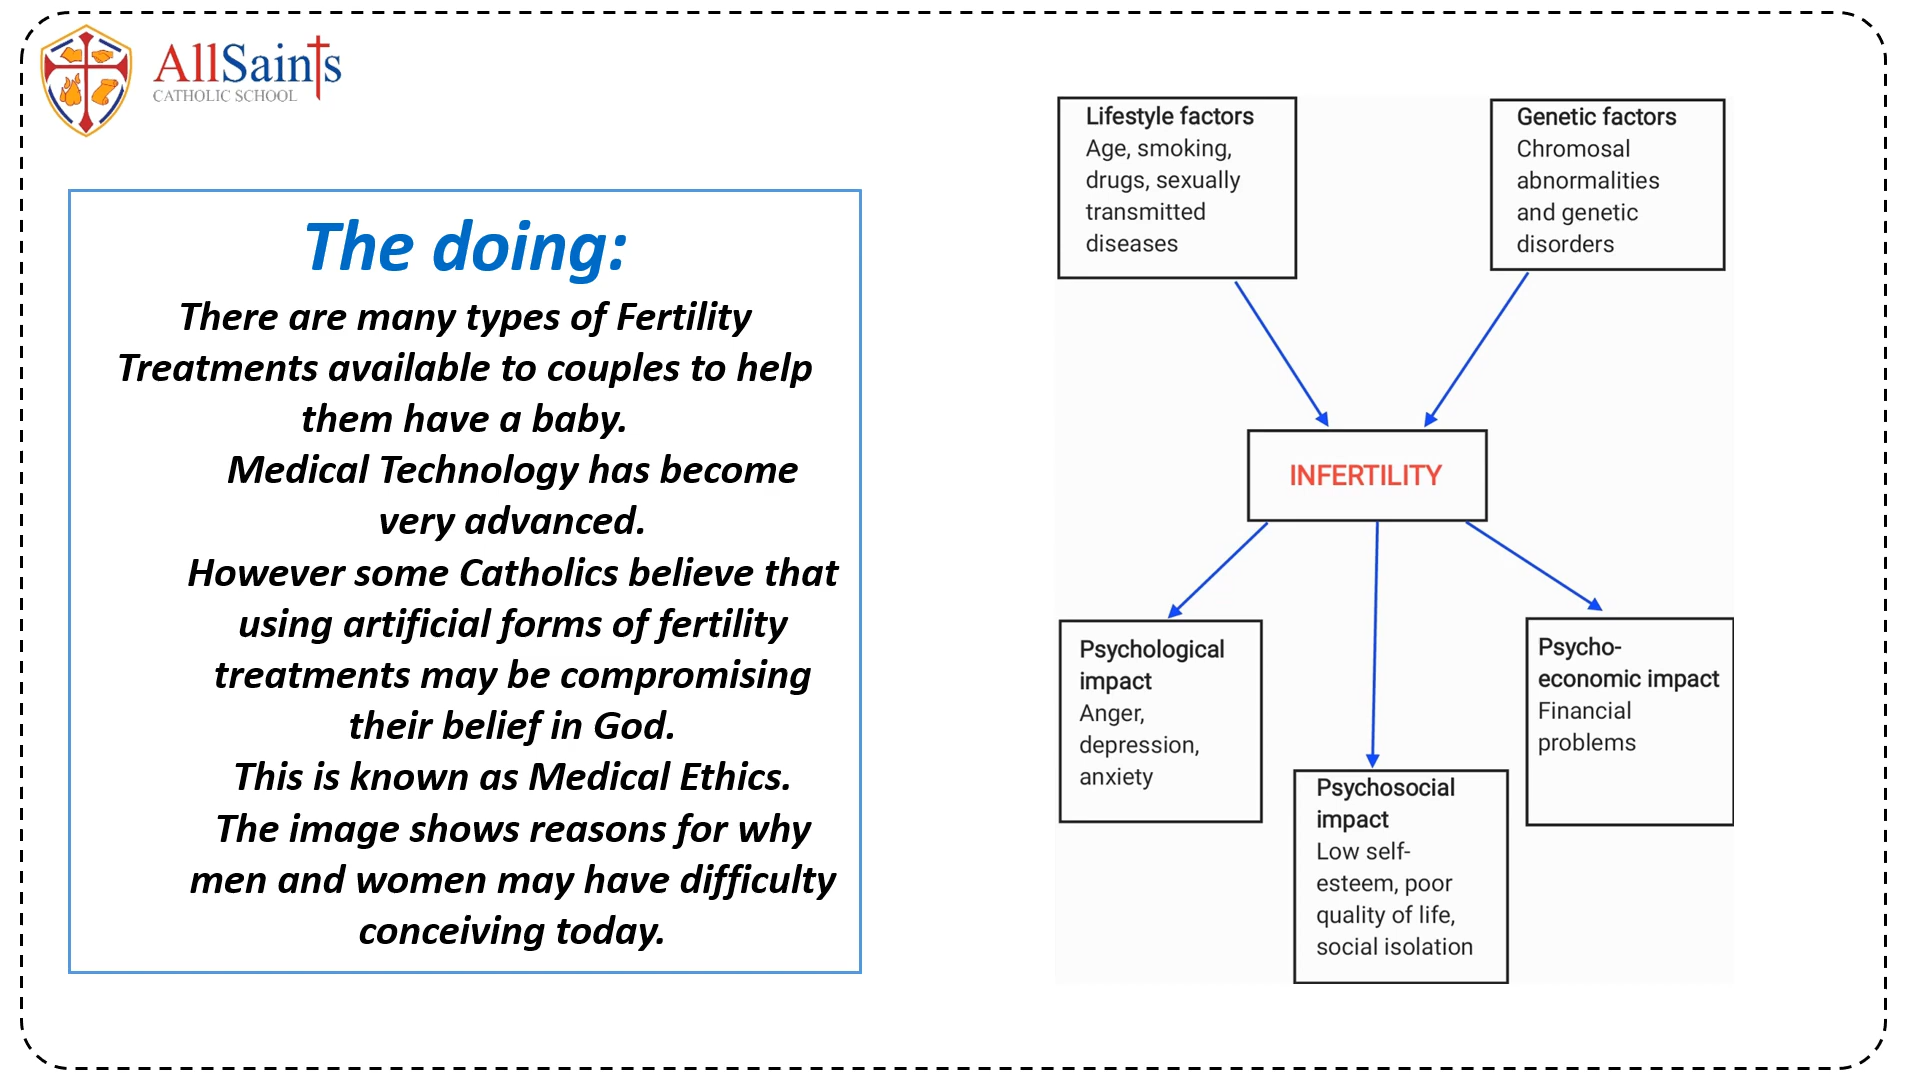 AllSaints
CATHOLIC SCHOOL
The doing:
There are many types of Fertility
Treatments available to couples to help
them have a baby.
Medical Technology has become
very advanced.
However some Catholics believe that
using artificial forms of fertility
treatments may be compromising
their belief in God.
This is known as Medical Ethics.
The image shows reasons for why
men and women may have difficulty
conceiving today.
Lifestyle factors
Age, smoking,
drugs, sexually
transmitted
diseases
Genetic factors
Chromosal
abnormalities
and genetic
disorders
INFERTILITY
Psychological
impact
Anger,
depression,
anxiety
Psychosocial
impact
Low self-
esteem, poor
quality of life,
social isolation
Psycho-
economic impact
Financial
problems